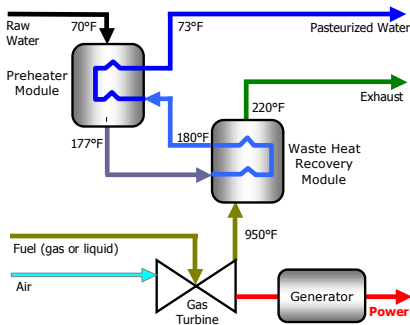 Raw
Water
70°F
73°F
Pasteurized Water
Preheater
Module
220°F
Exhaust
180°F
177°F
Waste Heat
Recovery
Module
950°F
Fuel (gas or liquid)
Air
Gas
Turbine
Generator
Power